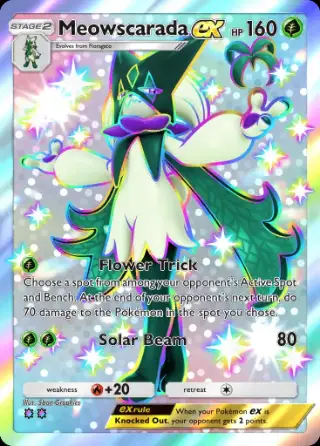 STAGE 2
Meowscarada ex HP 160
Evolves from Floragato
Flower Trick
Choose a spot from among your opponent's Active Spot
and Bench. At the end of your opponent's next turn, do
70 damage to the Pokémon in the spot you chose.
Solar Beam 80
weakness +20 retreat
Illus.
ex rule When your Pokémon ex is
Knocked Out, your opponent gets 2 points.